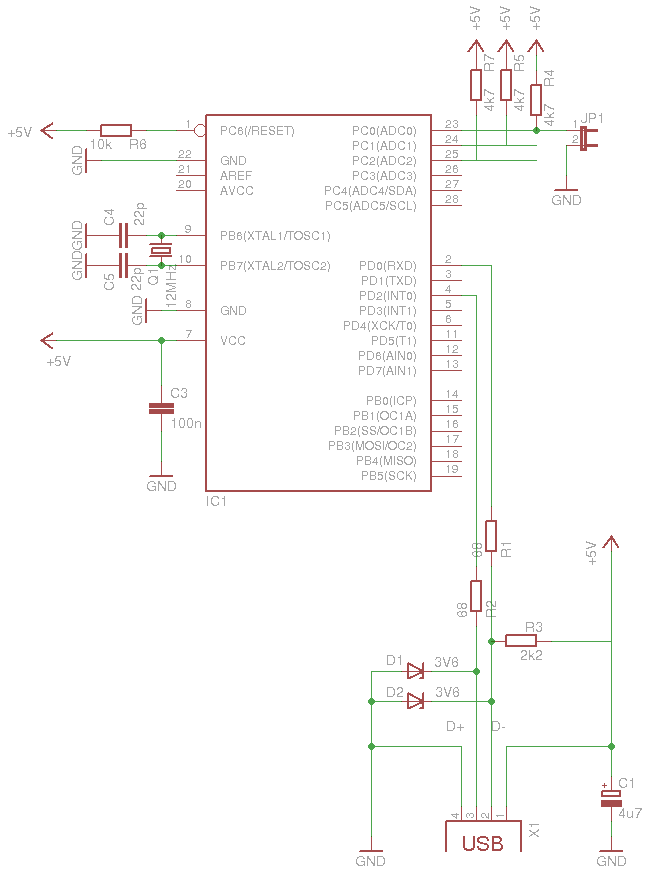 +5V +5V +5V
R7 R5 R4
4k7 4k7 4k7
+5V 10k R6 1 PC6(/RESET) PC0(ADC0) 23 1 JP1
GND 22 GND PC1(ADC1) 24 2
21 AREF PC2(ADC2) 25
20 AVCC PC3(ADC3) 26
PC4(ADC4/SDA) 27
PC5(ADC5/SCL) 28 GND
GND C4 22p 9 PB6(XTAL1/TOSC1)
GND C5 22p Q1 12MHz 10 PB7(XTAL2/TOSC2) PD0(RXD) 2
PD1(TXD) 3
PD2(INT0) 4
GND 8 GND PD3(INT1) 5
PD4(XCK/T0) 6
+5V 7 VCC PD5(T1) 11
PD6(AIN0) 12
PD7(AIN1) 13
C3 PB0(ICP) 14
100n PB1(OC1A) 15
PB2(SS/OC1B) 16
PB3(MOSI/OC2) 17
PB4(MISO) 18
GND PB5(SCK) 19
IC1
68 R1 +5V
68 R2
R3
2k2
D1 3V6
D2 3V6
D+ D-
C1
+
4u7
4 3 2 1
USB X1
GND GND